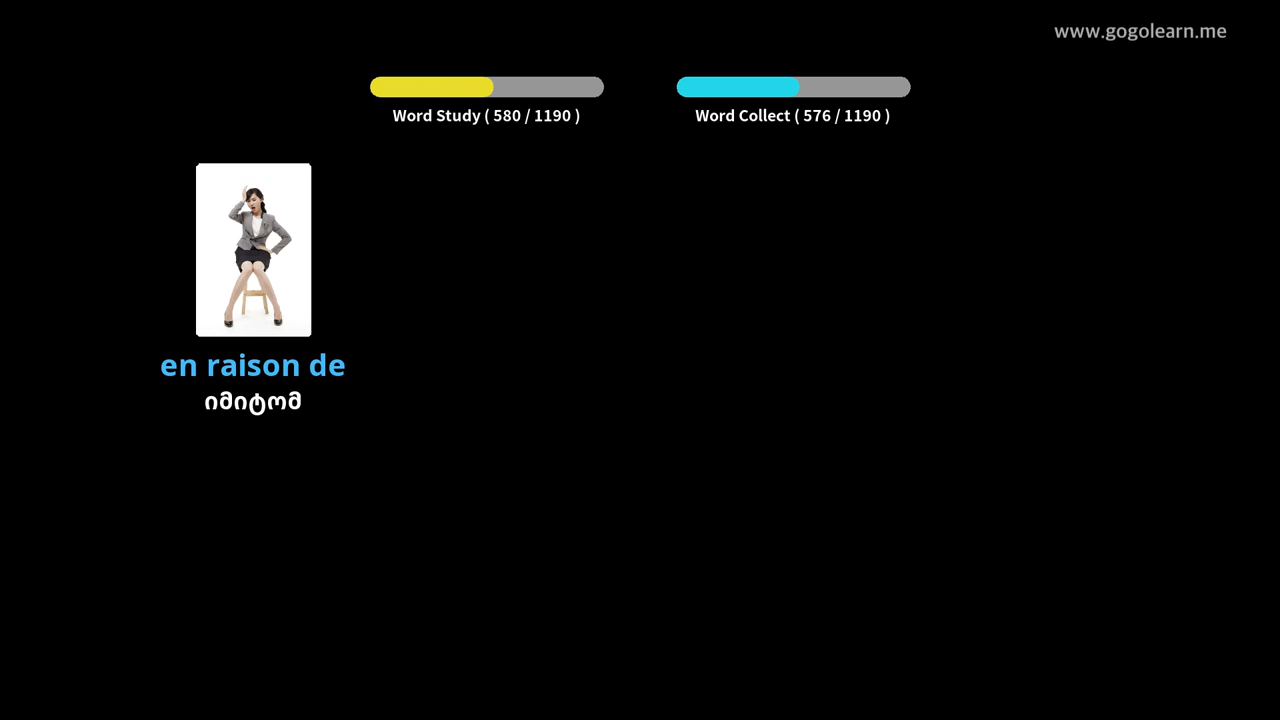 www.gogolearn.me
Word Study ( 580 / 1190 )
Word Collect ( 576 / 1190 )
en raison de
იმიტომ